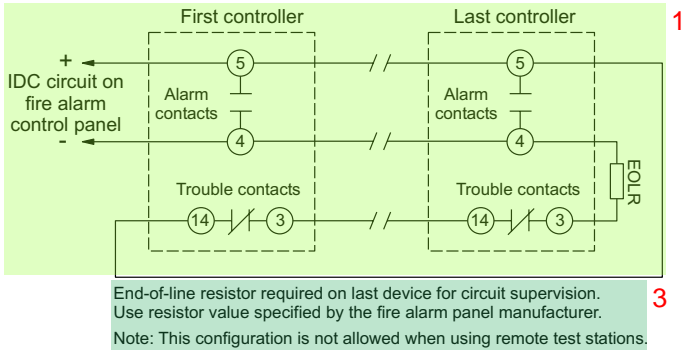 First controller
Last controller
1
+
5
5
IDC circuit on
fire alarm
control panel
Alarm
contacts
Alarm
contacts
-
4
4
EOLR
Trouble contacts
Trouble contacts
14
3
14
3
End-of-line resistor required on last device for circuit supervision.
3
Use resistor value specified by the fire alarm panel manufacturer.
Note: This configuration is not allowed when using remote test stations.